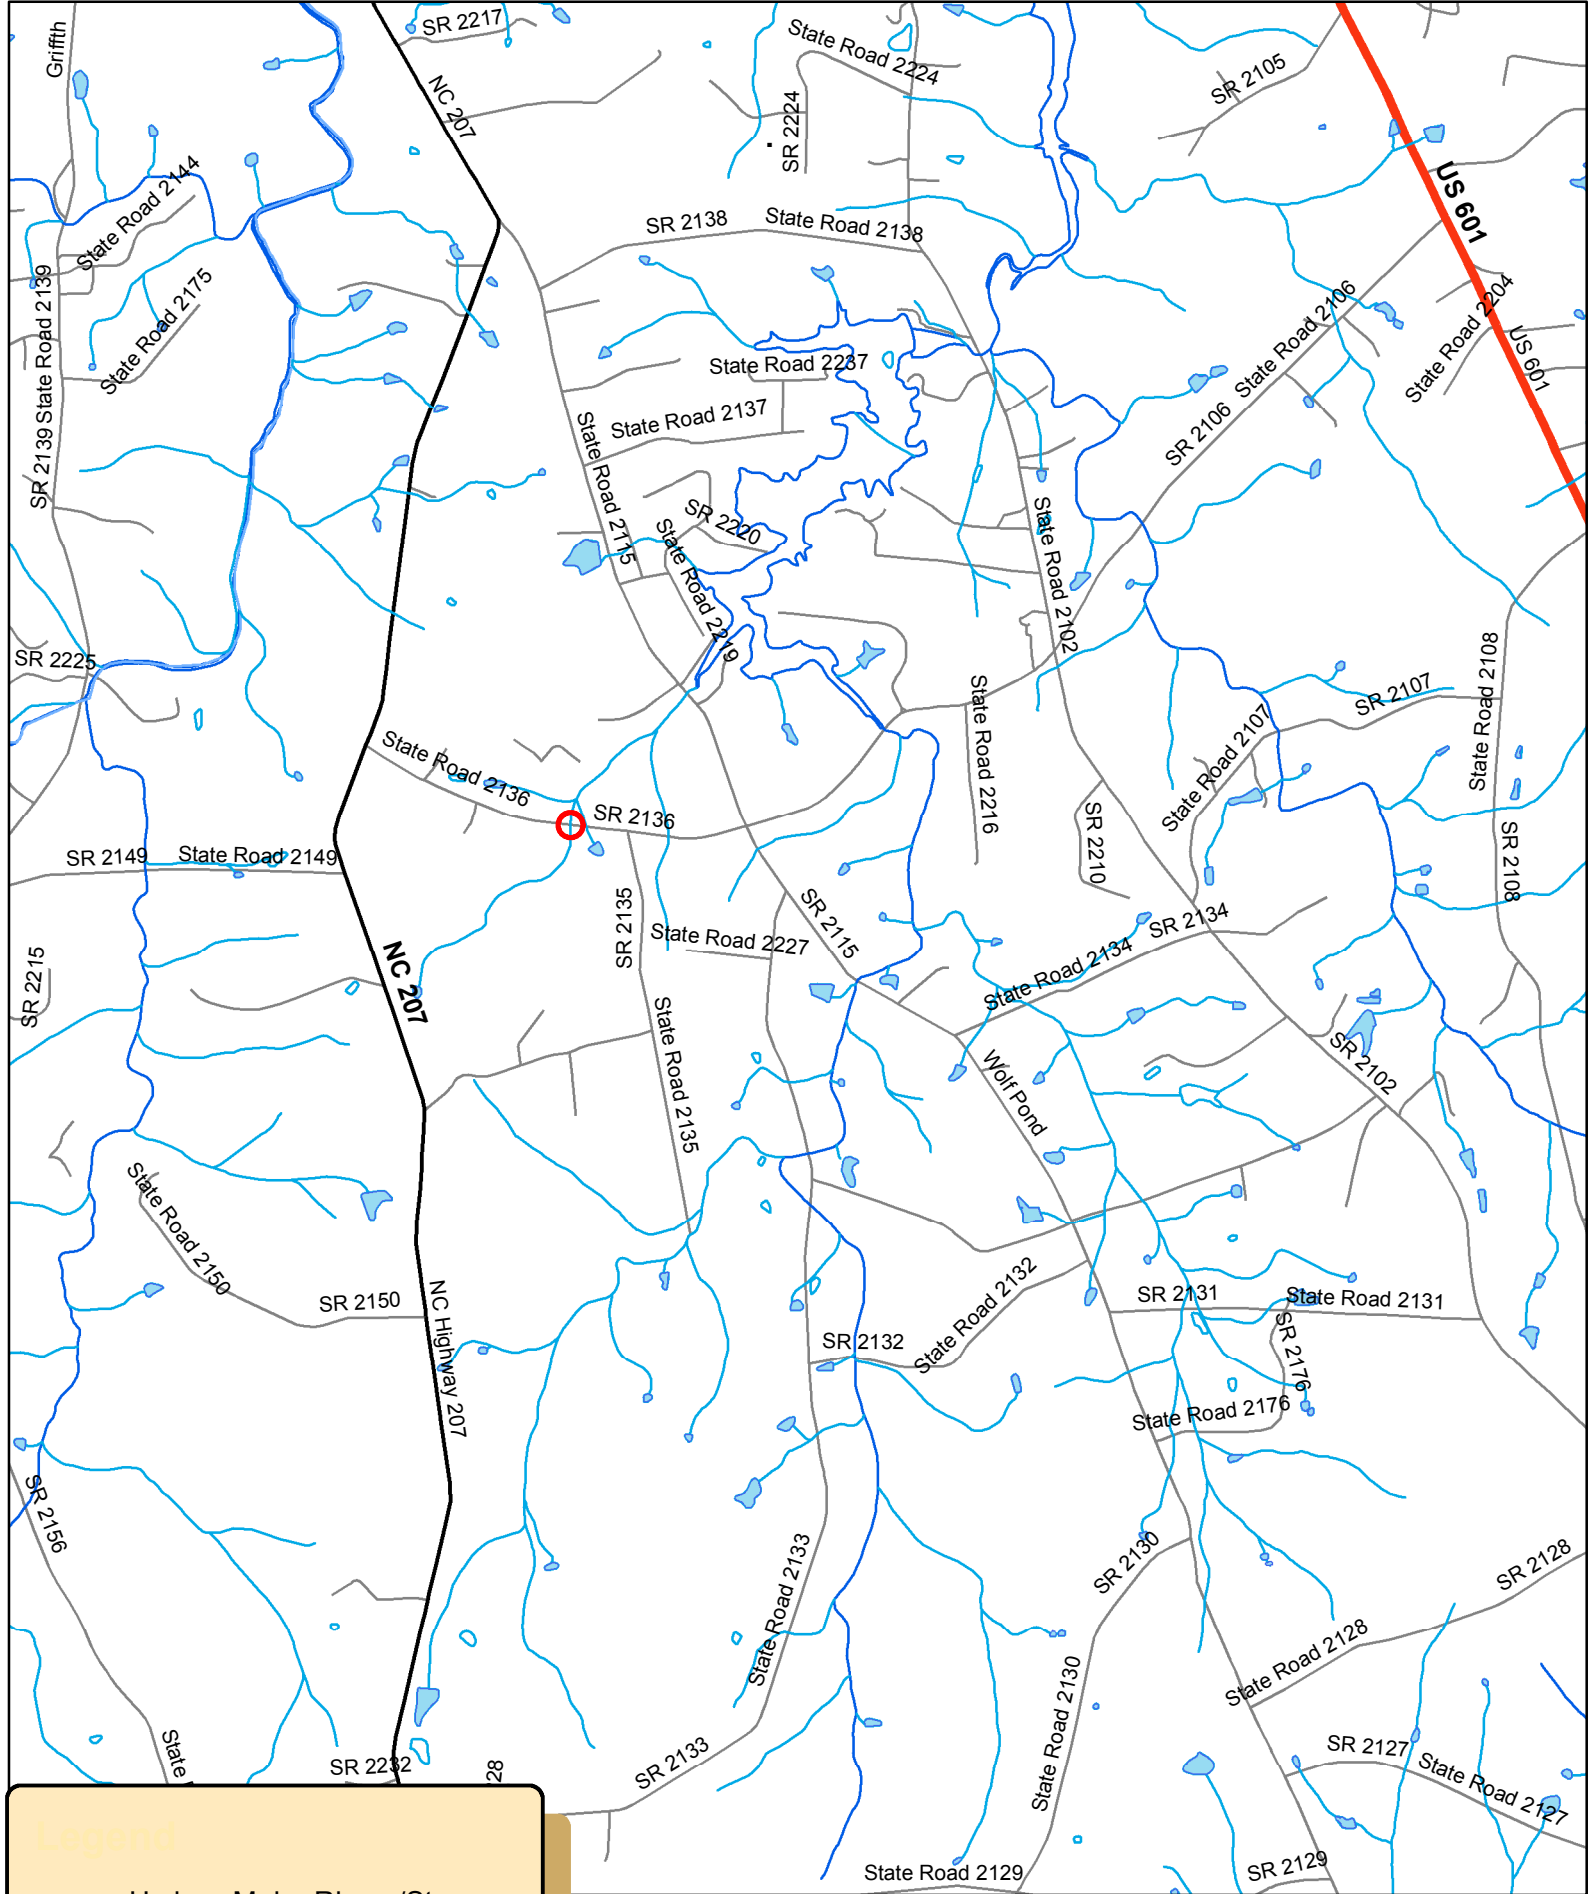 SR 2217
Griffth
State Road 2224
SR 2105
NC 207
SR 2224
State Road 2144
US 601
SR 2138
State Road 2138
State Road 2139
State Road 2175
State Road 2106
State Road 2204
US 601
State Road 2237
State Road 2137
SR 2106
SR 2139
State Road 2115
SR 2220
State Road 2219
State Road 2102
SR 2225
State Road 2108
SR 2107
State Road 2107
State Road 2216
State Road 2136
SR 2136
SR 2210
SR 2108
SR 2149
State Road 2149
SR 2135
SR 2115
State Road 2227
SR 2134
State Road 2134
NC 207
SR 2215
State Road 2135
Wolf Pond
SR 2102
State Road 2150
SR 2150
NC Highway 207
State Road 2132
SR 2132
SR 2131
State Road 2131
SR 2176
State Road 2176
SR 2156
State Road 2133
SR 2130
SR 2128
State Road 2128
State Road 2130
State
SR 2232
28
SR 2133
SR 2127
State Road 2127
State Road 2129
SR 2129
Legend